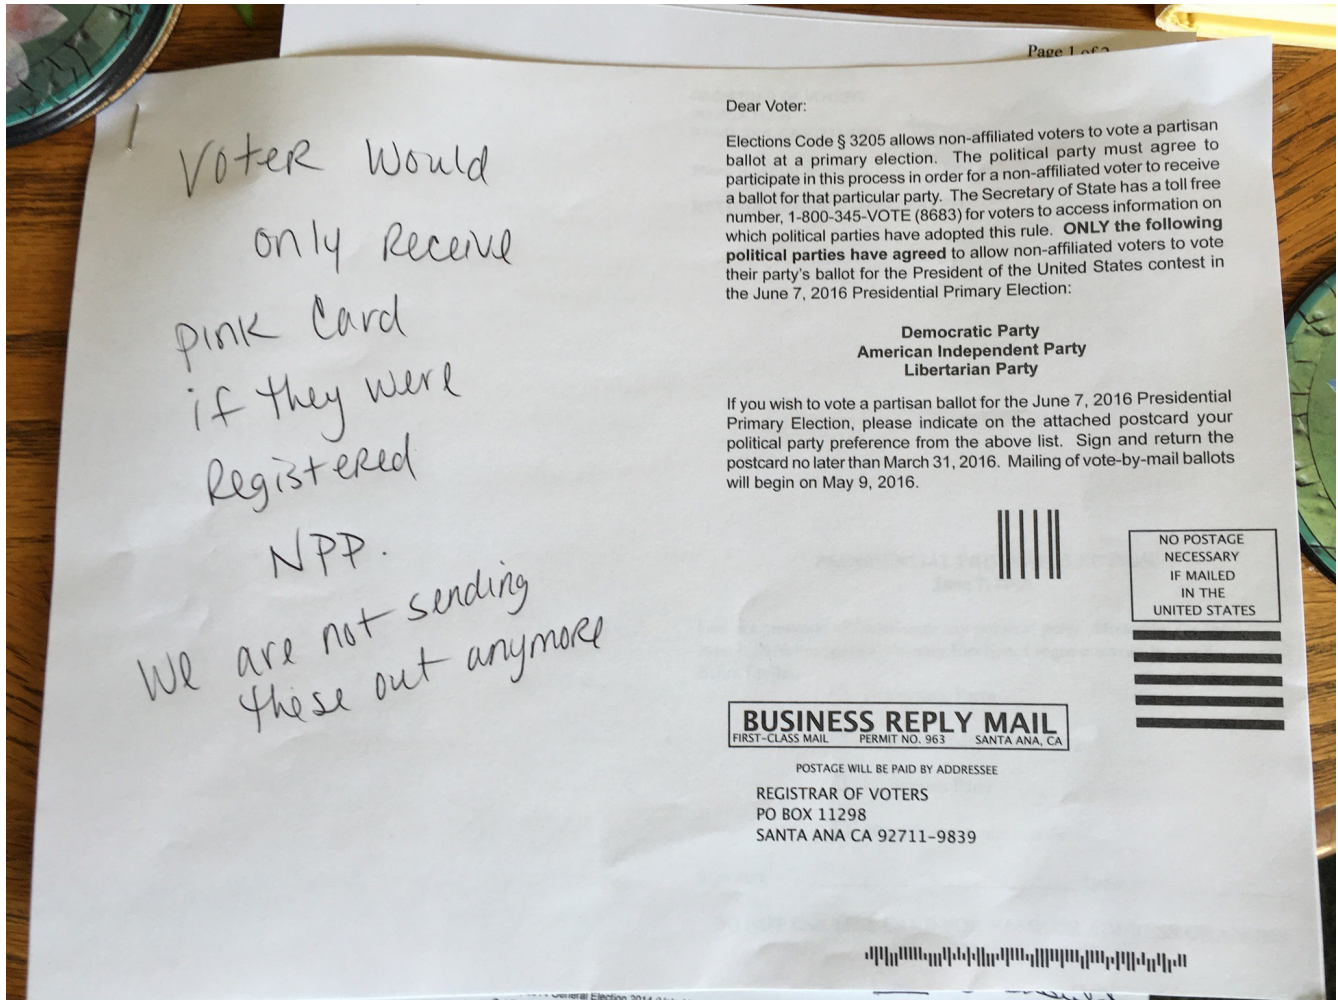 Page 1 of 2
Voter Would
only Receive
pink Card
if they were
Registered
NPP.
We are not sending
these out anymore
Dear Voter:
Elections Code § 3205 allows non-affiliated voters to vote a partisan
ballot at a primary election. The political party must agree to
participate in this process in order for a non-affiliated voter to receive
a ballot for that particular party. The Secretary of State has a toll free
number, 1-800-345-VOTE (8683) for voters to access information on
which political parties have adopted this rule. ONLY the following
political parties have agreed to allow non-affiliated voters to vote
their party's ballot for the President of the United States contest in
the June 7, 2016 Presidential Primary Election:
Democratic Party
American Independent Party
Libertarian Party
If you wish to vote a partisan ballot for the June 7, 2016 Presidential
Primary Election, please indicate on the attached postcard your
political party preference from the above list. Sign and return the
postcard no later than March 31, 2016. Mailing of vote-by-mail ballots
will begin on May 9, 2016.
NO POSTAGE
NECESSARY
IF MAILED
IN THE
UNITED STATES
BUSINESS REPLY MAIL
FIRST-CLASS MAIL PERMIT NO. 963 SANTA ANA, CA
POSTAGE WILL BE PAID BY ADDRESSEE
REGISTRAR OF VOTERS
PO BOX 11298
SANTA ANA CA 92711-9839
General Election